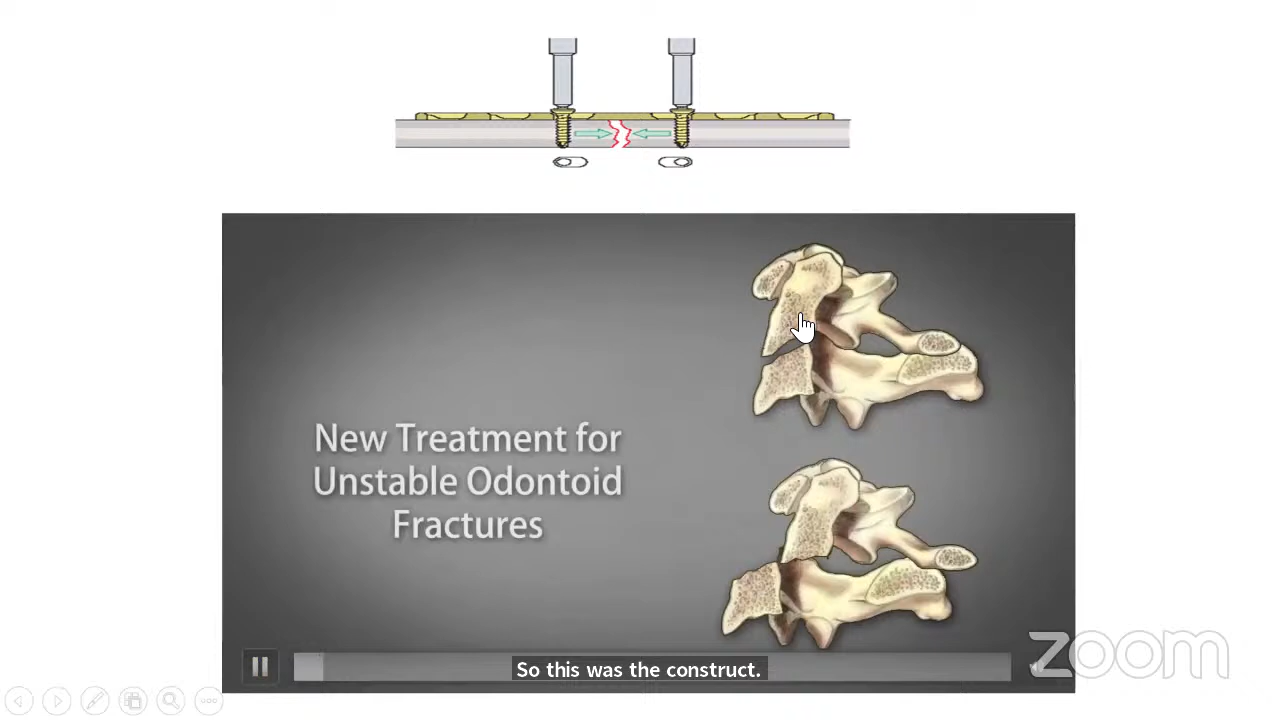 New Treatment for
Unstable Odontoid
Fractures
So this was the construct.
zoom